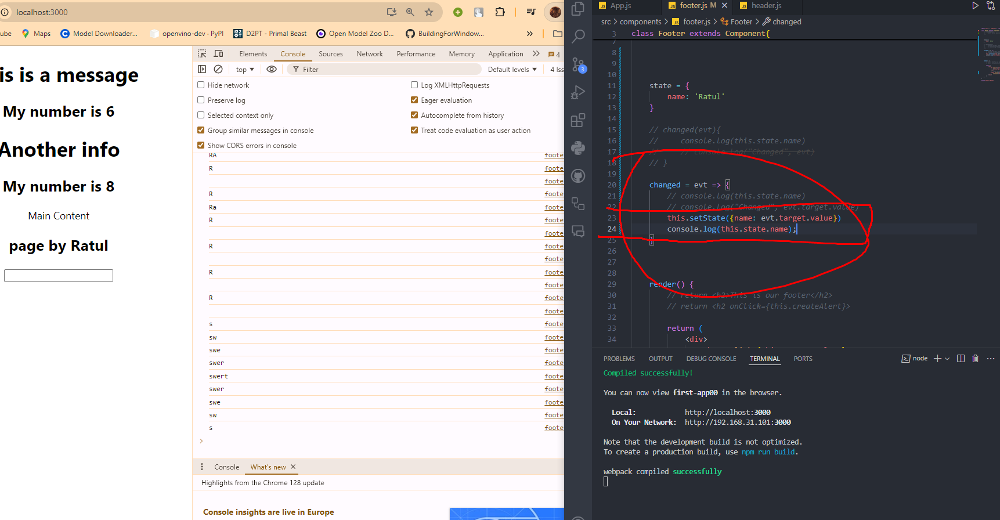 localhost:3000
ube Maps Model Downloader... openvino-dev · PyPI D2PT - Primal Beast Open Model Zoo D... BuildingForWindow... »
is is a message
My number is 6
Another info
My number is 8
Main Content
page by Ratul
Elements Console Sources Network Performance Memory Application » 4
top ▼ Filter Default levels ▼ 4 Iss
Hide network Log XMLHttpRequests
Preserve log Eager evaluation
Selected context only Autocomplete from history
Group similar messages in console Treat code evaluation as user action
Show CORS errors in console
RA foote
R foote
foote
R foote
Ra foote
R foote
foote
R foote
foote
R foote
foote
R foote
foote
s foote
sw foote
swe foote
swer foote
swert foote
swer foote
swe foote
sw foote
s foote
>
Console What's new ×
Highlights from the Chrome 128 update
Console insights are live in Europe
3
JS App.js JS footer.js M × JS header.js
src > components > JS footer.js > Footer > changed
3 class Footer extends Component{
7
8
9
10
11 state = {
12 name: 'Ratul'
13 }
14
15 // changed(evt){
16 // console.log(this.state.name)
17 // // console.log("Changed", evt)
18 // }
19
20 changed = evt => {
21 // console.log(this.state.name)
22 // console.log("Changed", evt.target.value)
23 this.setState({name: evt.target.value})
24 console.log(this.state.name);
25 }
26
27
28
29 render() {
30 // return <h2>This is our footer</h2>
31 // return <h2 onClick={this.createAlert}>
32
33 return (
34 <div>
PROBLEMS OUTPUT DEBUG CONSOLE TERMINAL PORTS node
Compiled successfully!
You can now view first-app00 in the browser.
Local: http://localhost:3000
On Your Network: http://192.168.31.101:3000
Note that the development build is not optimized.
To create a production build, use npm run build.
webpack compiled successfully